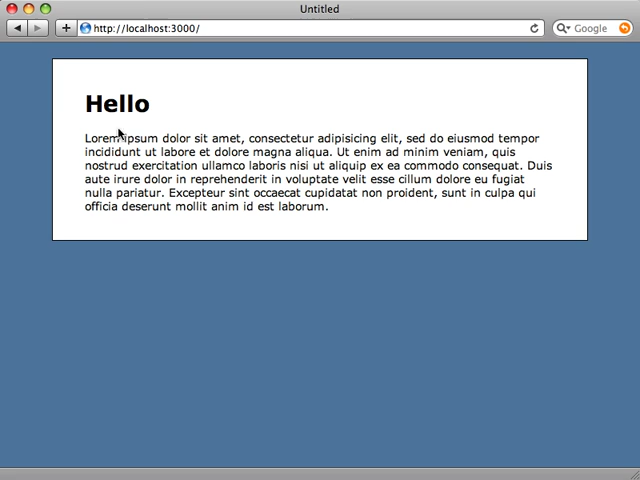 Untitled
http://localhost:3000/
Google
Hello
Lorem ipsum dolor sit amet, consectetur adipisicing elit, sed do eiusmod tempor
incididunt ut labore et dolore magna aliqua. Ut enim ad minim veniam, quis
nostrud exercitation ullamco laboris nisi ut aliquip ex ea commodo consequat. Duis
aute irure dolor in reprehenderit in voluptate velit esse cillum dolore eu fugiat
nulla pariatur. Excepteur sint occaecat cupidatat non proident, sunt in culpa qui
officia deserunt mollit anim id est laborum.